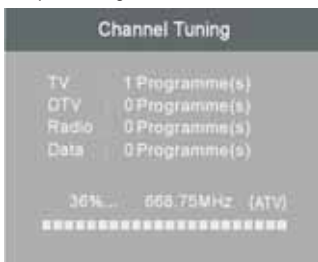 Channel Tuning
TV : 1 Programme(s)
DTV : 0 Programme(s)
Radio : 0 Programme(s)
Data : 0 Programme(s)
36%... 668.75MHz (ATV)